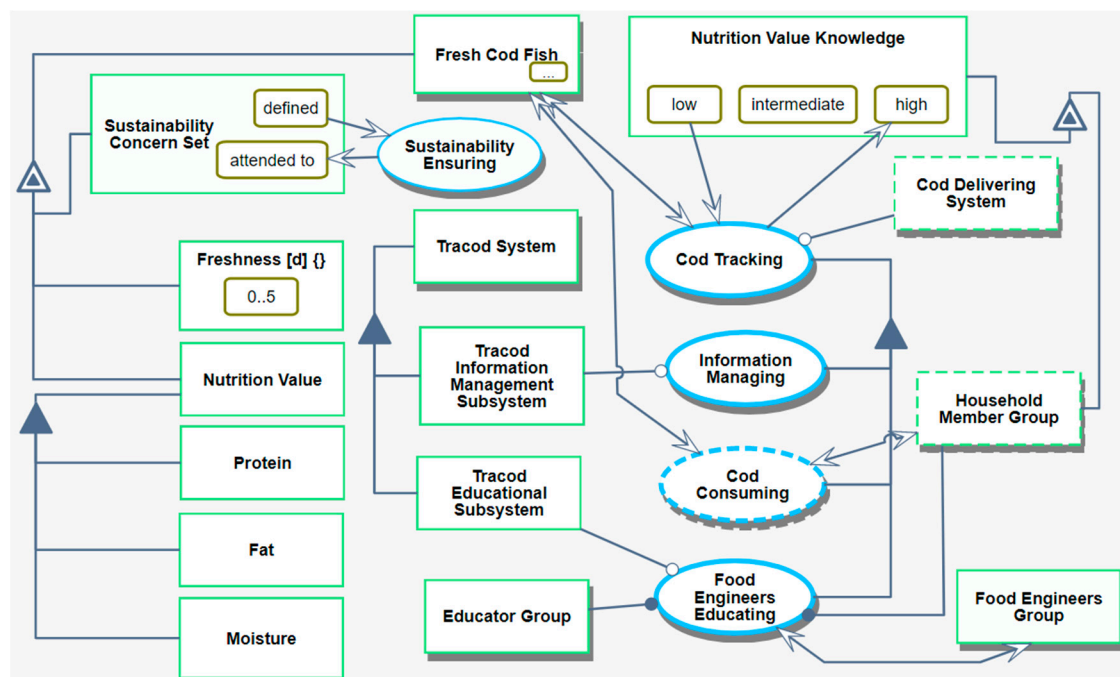 Fresh Cod Fish
...
Nutrition Value Knowledge
low
intermediate
high
Sustainability
Concern Set
defined
attended to
Sustainability
Ensuring
Cod Delivering
System
Tracod System
Cod Tracking
Freshness [d] {}
0..5
Tracod
Information
Management
Subsystem
Information
Managing
Nutrition Value
Household
Member Group
Protein
Tracod
Educational
Subsystem
Cod
Consuming
Fat
Food
Engineers
Educating
Educator Group
Food Engineers
Group
Moisture